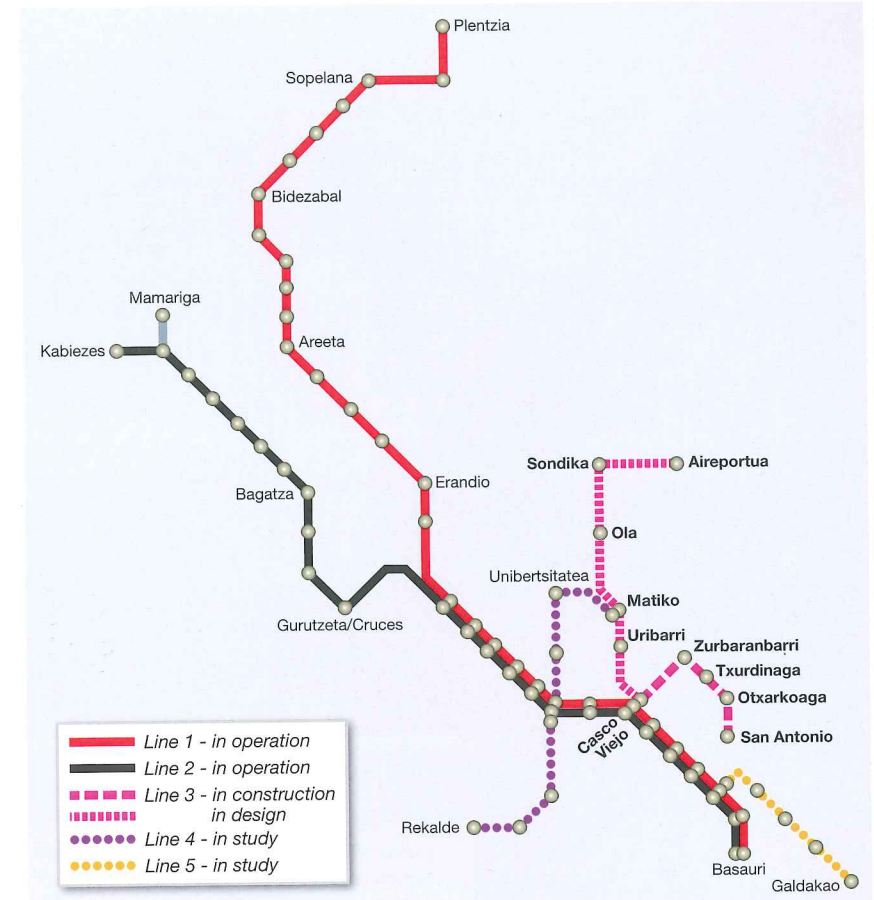 Plentzia
Sopelana
Bidezabal
Mamariga
Kabiezes
Areeta
Sondika
Aireportua
Bagatza
Erandio
Ola
Unibertsitatea
Matiko
Gurutzeta/Cruces
Uribarri
Zurbaranbarri
Txurdinaga
Otxarkoaga
Casco
Viejo
San Antonio
Line 1 - in operation
Line 2 - in operation
Line 3 - in construction
in design
Line 4 - in study
Line 5 - in study
Rekalde
Basauri
Galdakao